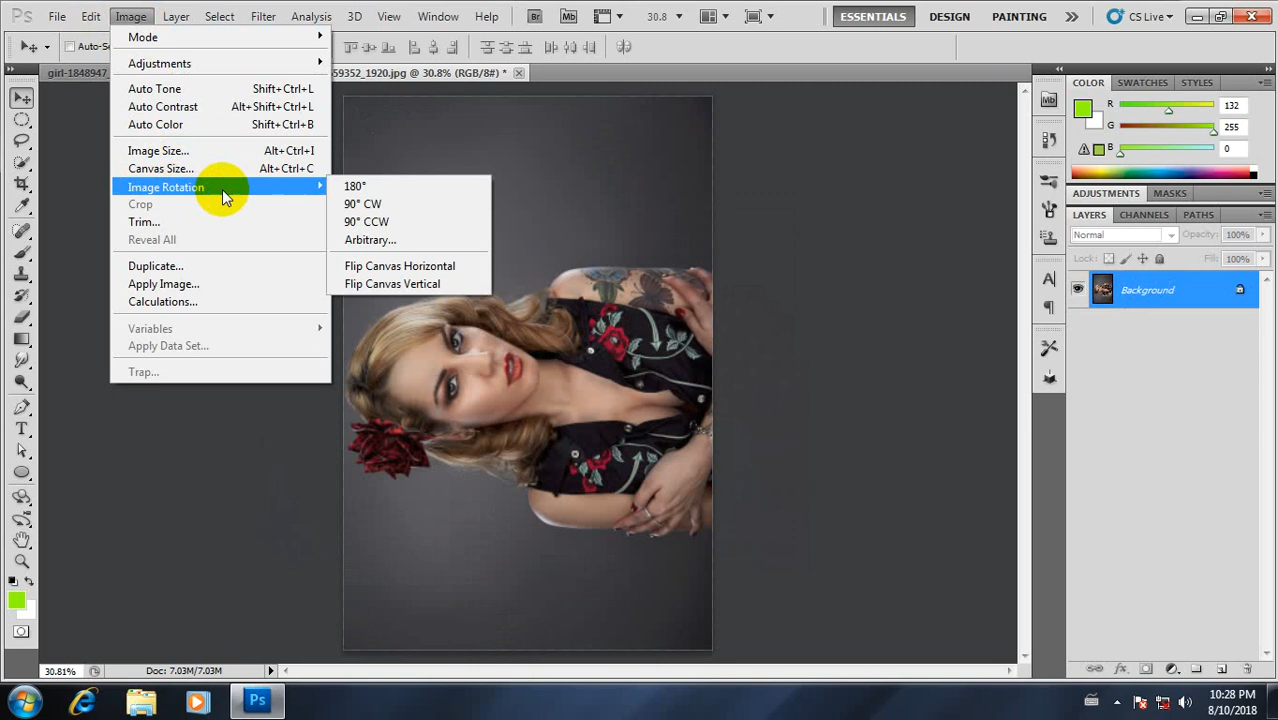 Ps File Edit Image Layer Select Filter Analysis 3D View Window Help Br Mb 30.8 ESSENTIALS DESIGN PAINTING CS Live
Auto-Se
girl-1848947_ 59352_1920.jpg @ 30.8% (RGB/8#) *
Mode
Adjustments
Auto Tone Shift+Ctrl+L
Auto Contrast Alt+Shift+Ctrl+L
Auto Color Shift+Ctrl+B
Image Size... Alt+Ctrl+I
Canvas Size... Alt+Ctrl+C
Image Rotation
Crop
Trim...
Reveal All
Duplicate...
Apply Image...
Calculations...
Variables
Apply Data Set...
Trap...
180°
90° CW
90° CCW
Arbitrary...
Flip Canvas Horizontal
Flip Canvas Vertical
Mb
COLOR SWATCHES STYLES
R 132
G 255
B 0
ADJUSTMENTS MASKS
LAYERS CHANNELS PATHS
Normal Opacity: 100%
Lock: Fill: 100%
Background
30.81% Doc: 7.03M/7.03M
Ps
10:28 PM
8/10/2018